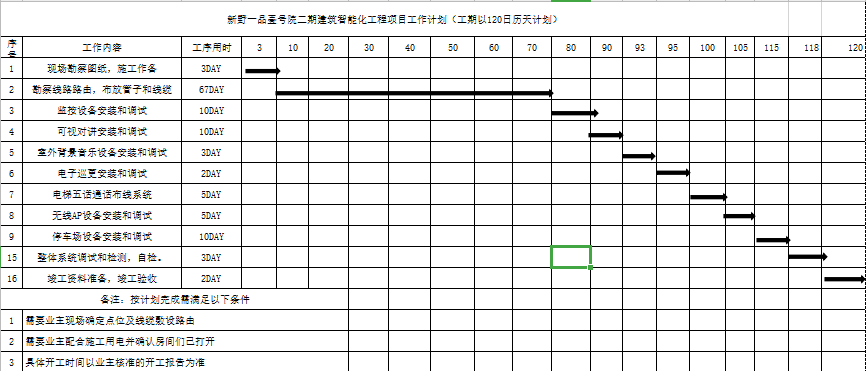 新野一品壹号院二期建筑智能化工程项目工作计划（工期以120日历天计划）
序号 工作内容 工序用时 3 10 20 30 40 50 60 70 80 90 93 95 100 105 115 118 120
1 现场勘察图纸，施工作备 3DAY
2 勘察线路路由，布放管子和线缆 67DAY
3 监控设备安装和调试 10DAY
4 可视对讲安装和调试 10DAY
5 室外背景音乐设备安装和调试 3DAY
6 电子巡更安装和调试 2DAY
7 电梯五话通话布线系统 5DAY
8 无线AP设备安装和调试 5DAY
9 停车场设备安装和调试 10DAY
15 整体系统调试和检测，自检。 3DAY
16 竣工资料准备，竣工验收 2DAY
备注：按计划完成需满足以下条件
1 需要业主现场确定点位及线缆敷设路由
2 需要业主配合施工用电并确认房间们已打开
3 具体开工时间以业主核准的开工报告为准